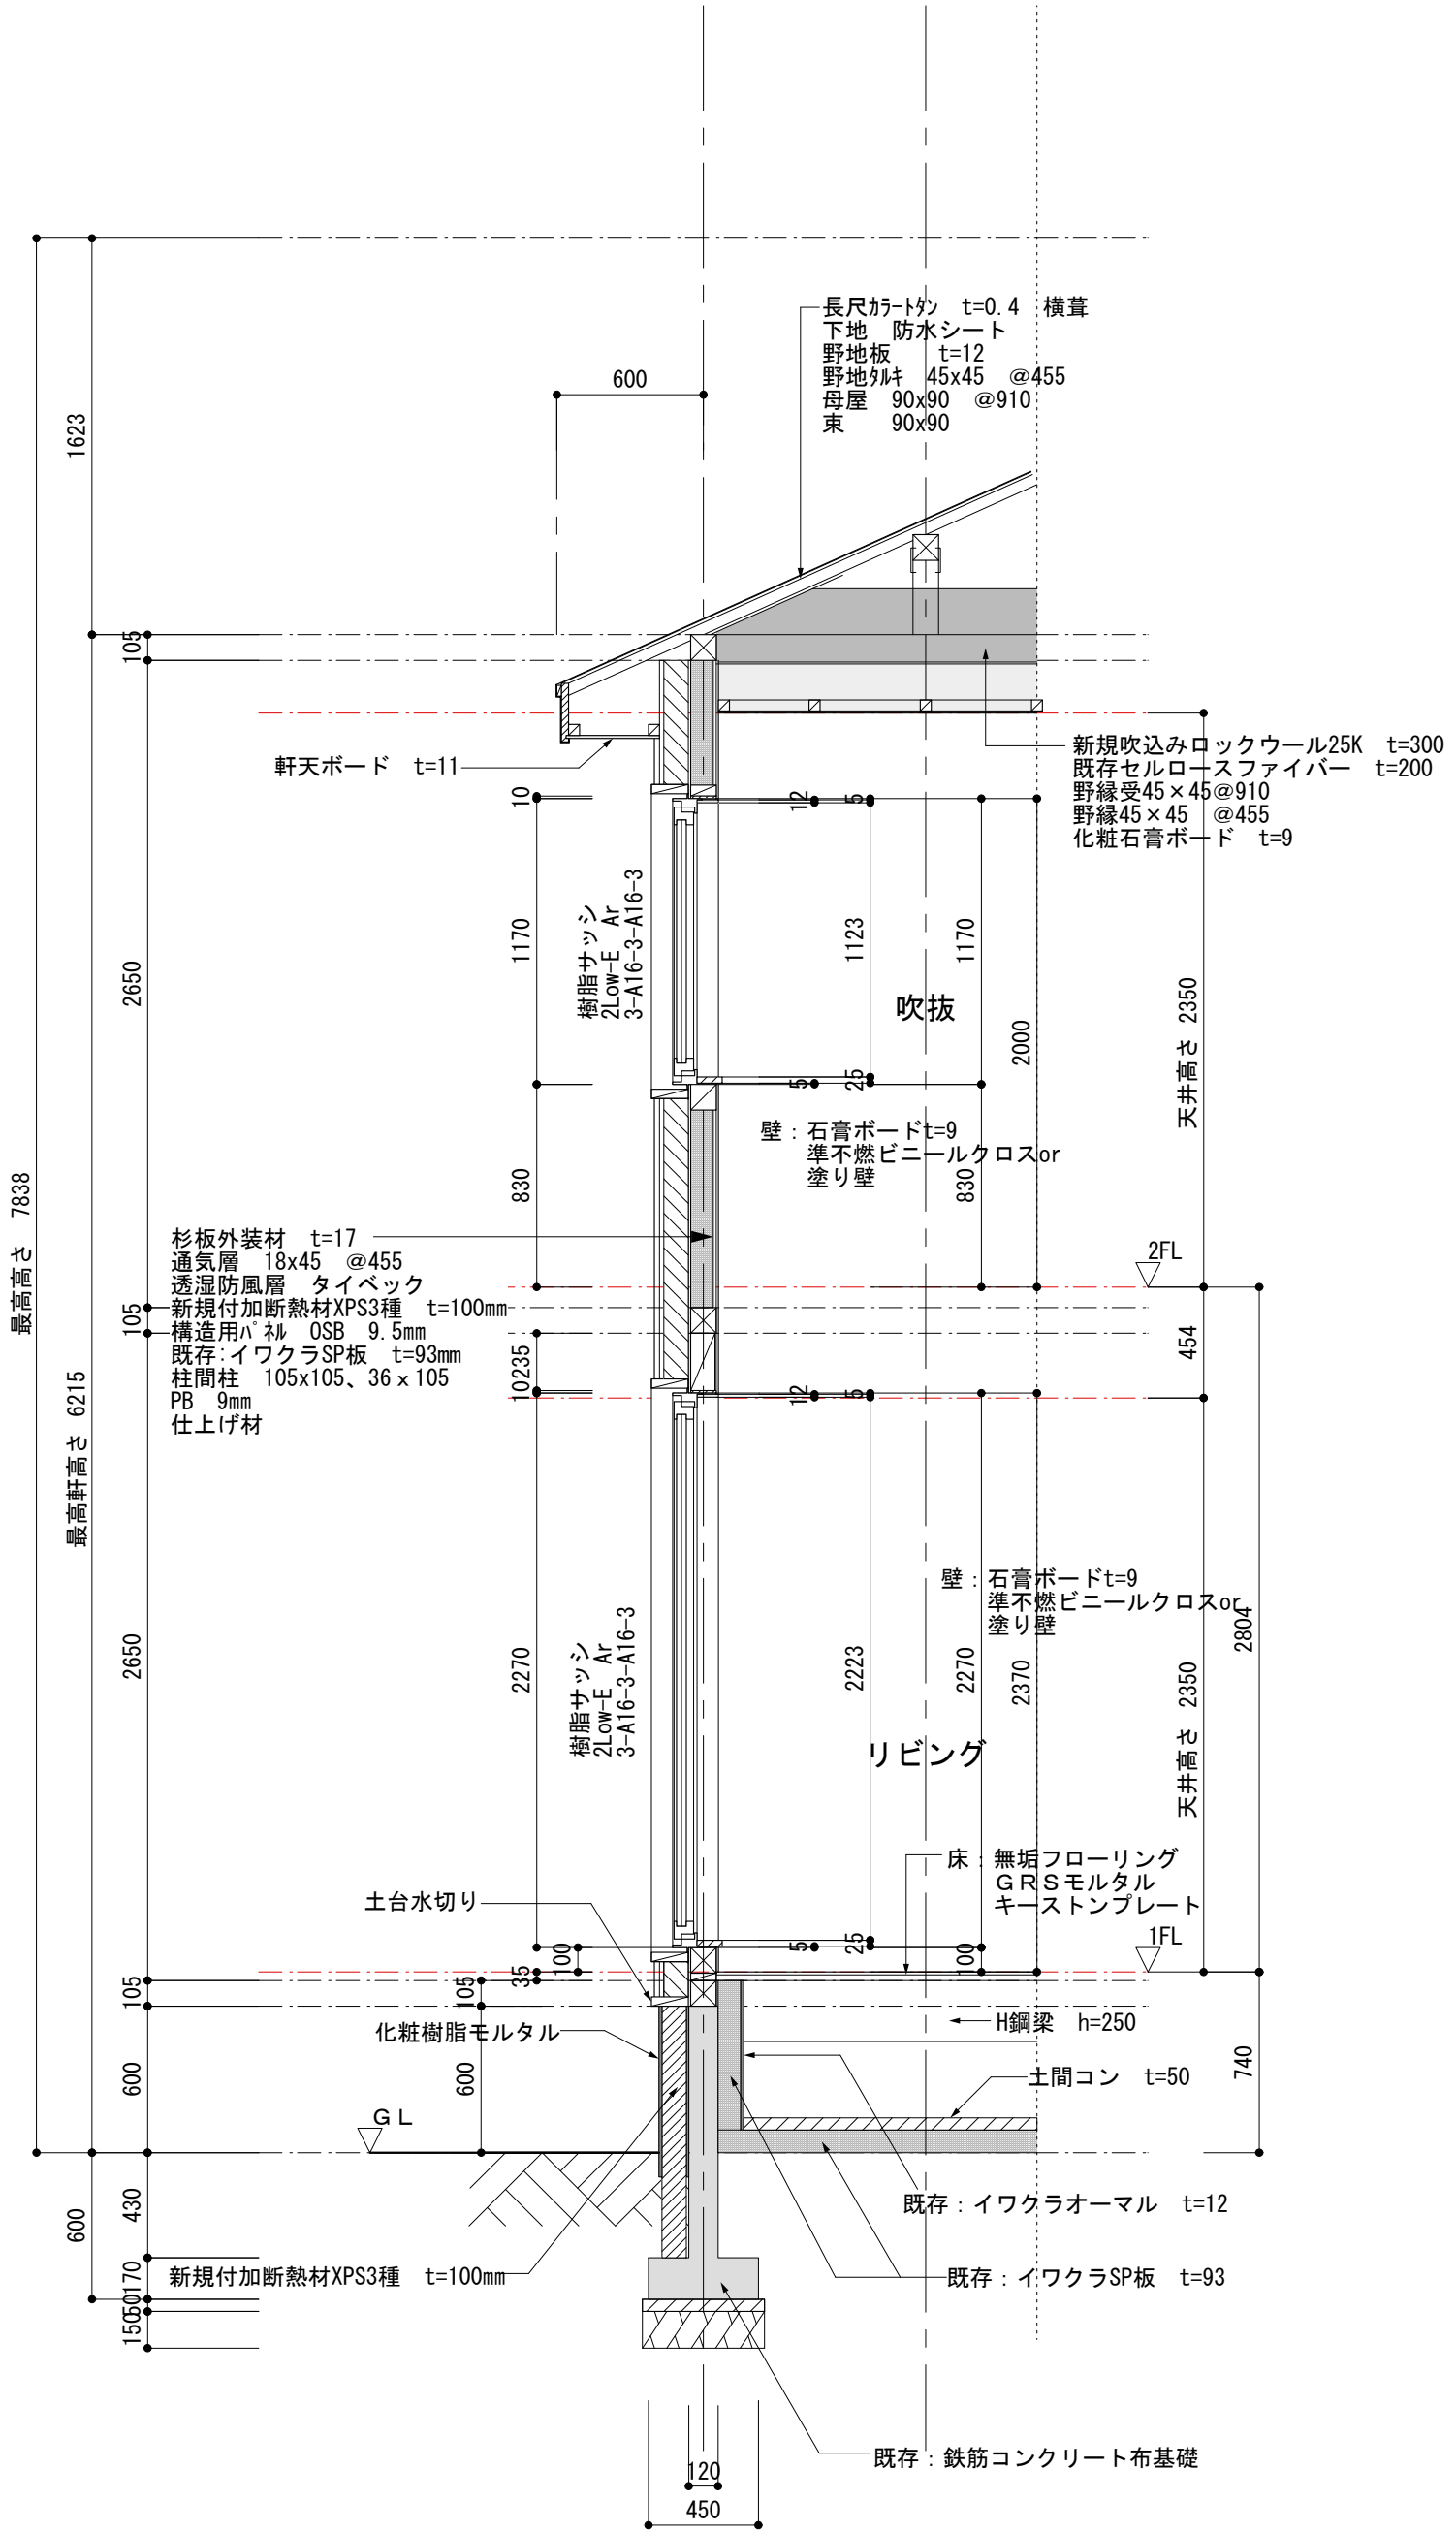 長尺ｶﾗｰﾄﾀﾝ t=0.4 横葺
下地 防水シート
野地板 t=12
野地ﾀﾙｷ 45x45 @455
母屋 90x90 @910
束 90x90
600
1623
105
軒天ボード t=11
新規吹込みロックウール25K t=300
既存セルロースファイバー t=200
野縁受45×45@910
野縁45×45 @455
化粧石膏ボード t=9
10
12
5
樹脂サッシ
2Low-E Ar
3-A16-3-A16-3
1170
1123
1170
2650
吹抜
2000
天井高さ 2350
5
25
壁：石膏ボードt=9
準不燃ビニールクロスor
塗り壁
830
830
最高高さ 7838
杉板外装材 t=17
通気層 18x45 @455
透湿防風層 タイベック
新規付加断熱材XPS3種 t=100mm
構造用ﾊﾟﾈﾙ OSB 9.5mm
既存:イワクラSP板 t=93mm
柱間柱 105x105、36x105
PB 9mm
仕上げ材
2FL
105
454
235
10
12
5
最高軒高さ 6215
壁：石膏ボードt=9
準不燃ビニールクロスor
塗り壁
2804
樹脂サッシ
2Low-E Ar
3-A16-3-A16-3
2650
2270
2223
2270
2370
天井高さ 2350
リビング
床：無垢フローリング
GRSモルタル
キーストンプレート
土台水切り
1FL
100
5
25
100
35
105
105
化粧樹脂モルタル
H鋼梁 h=250
600
600
土間コン t=50
740
GL
既存：イワクラオーマル t=12
430
600
新規付加断熱材XPS3種 t=100mm
既存：イワクラSP板 t=93
170
50
150
既存：鉄筋コンクリート布基礎
120
450